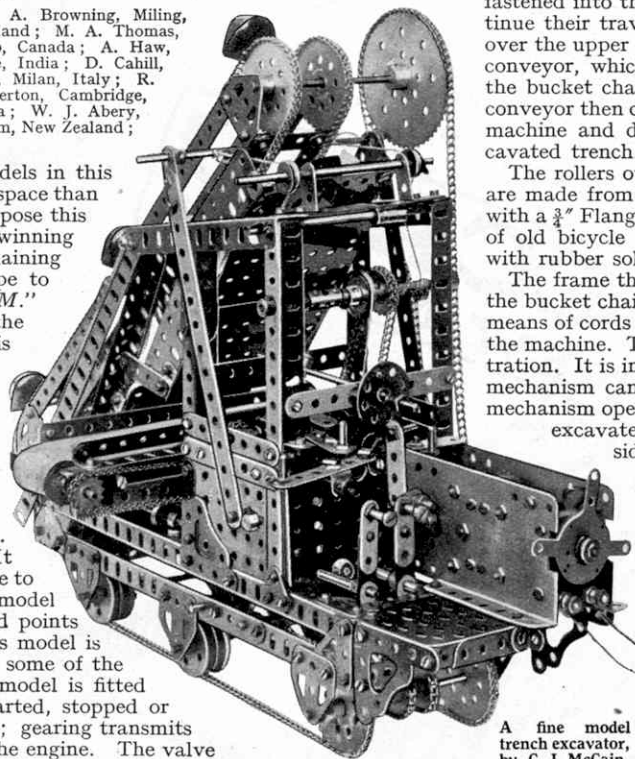 A. Browning, Miling,
and; M. A. Thomas,
Canada; A. Haw,
India; D. Cahill,
Milan, Italy; R.
erton, Cambridge,
a; W. J. Abery,
m, New Zealand;
dels in this
space than
pose this
winning
aining
pe to
M."
the
s
.
It
e to
model
d points
s model is
some of the
model is fitted
arted, stopped or
; gearing transmits
he engine. The valve
fastened into th
tinue their trav
over the upper
conveyor, which
the bucket cha
conveyor then c
machine and d
cavated trench
The rollers o
are made from
with a ¾″ Flang
of old bicycle
with rubber sol
The frame th
the bucket chai
means of cords
the machine. T
tration. It is in
mechanism can
mechanism ope
excavate
sid
A fine model
trench excavator,
by C. J. McCain